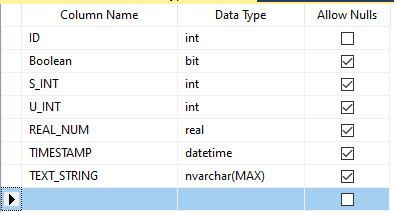 Column Name Data Type Allow Nulls
ID int
Boolean bit
S_INT int
U_INT int
REAL_NUM real
TIMESTAMP datetime
TEXT_STRING nvarchar(MAX)